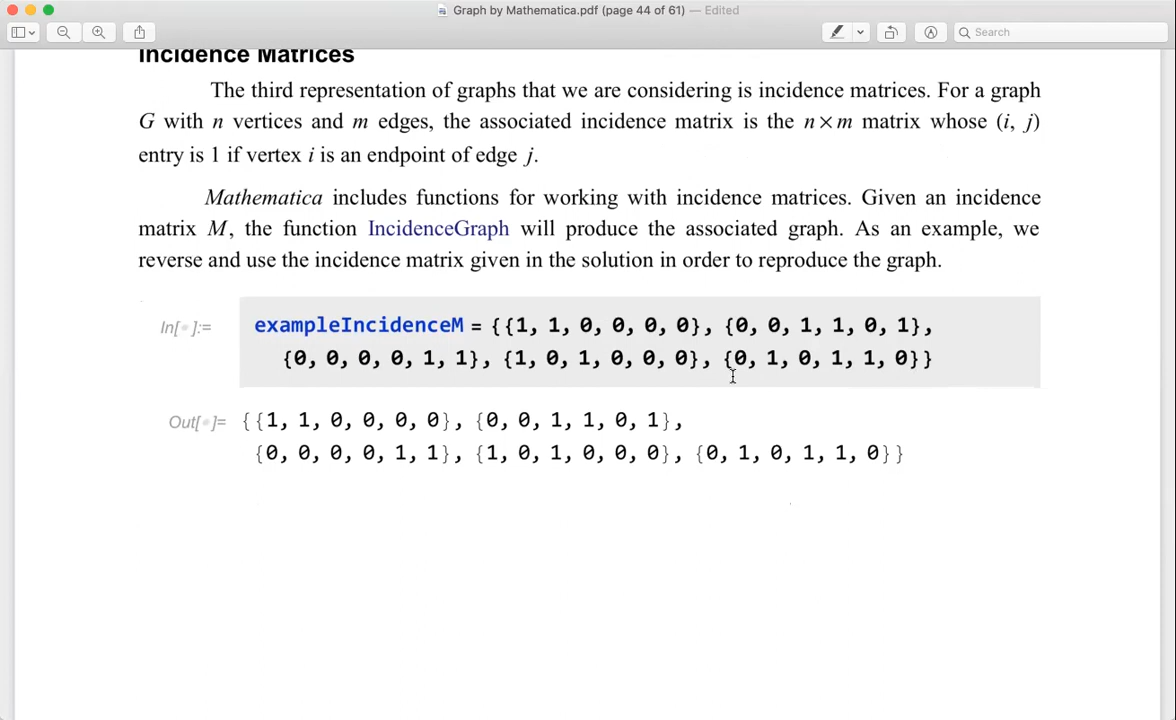 Graph by Mathematica.pdf (page 44 of 61) — Edited
Search
Incidence Matrices
The third representation of graphs that we are considering is incidence matrices. For a graph
G with n vertices and m edges, the associated incidence matrix is the n×m matrix whose (i, j)
entry is 1 if vertex i is an endpoint of edge j.
Mathematica includes functions for working with incidence matrices. Given an incidence
matrix M, the function IncidenceGraph will produce the associated graph. As an example, we
reverse and use the incidence matrix given in the solution in order to reproduce the graph.
In[ ]:= exampleIncidenceM = {{1, 1, 0, 0, 0, 0}, {0, 0, 1, 1, 0, 1},
{0, 0, 0, 0, 1, 1}, {1, 0, 1, 0, 0, 0}, {0, 1, 0, 1, 1, 0}}
Out[ ]= {{1, 1, 0, 0, 0, 0}, {0, 0, 1, 1, 0, 1},
{0, 0, 0, 0, 1, 1}, {1, 0, 1, 0, 0, 0}, {0, 1, 0, 1, 1, 0}}